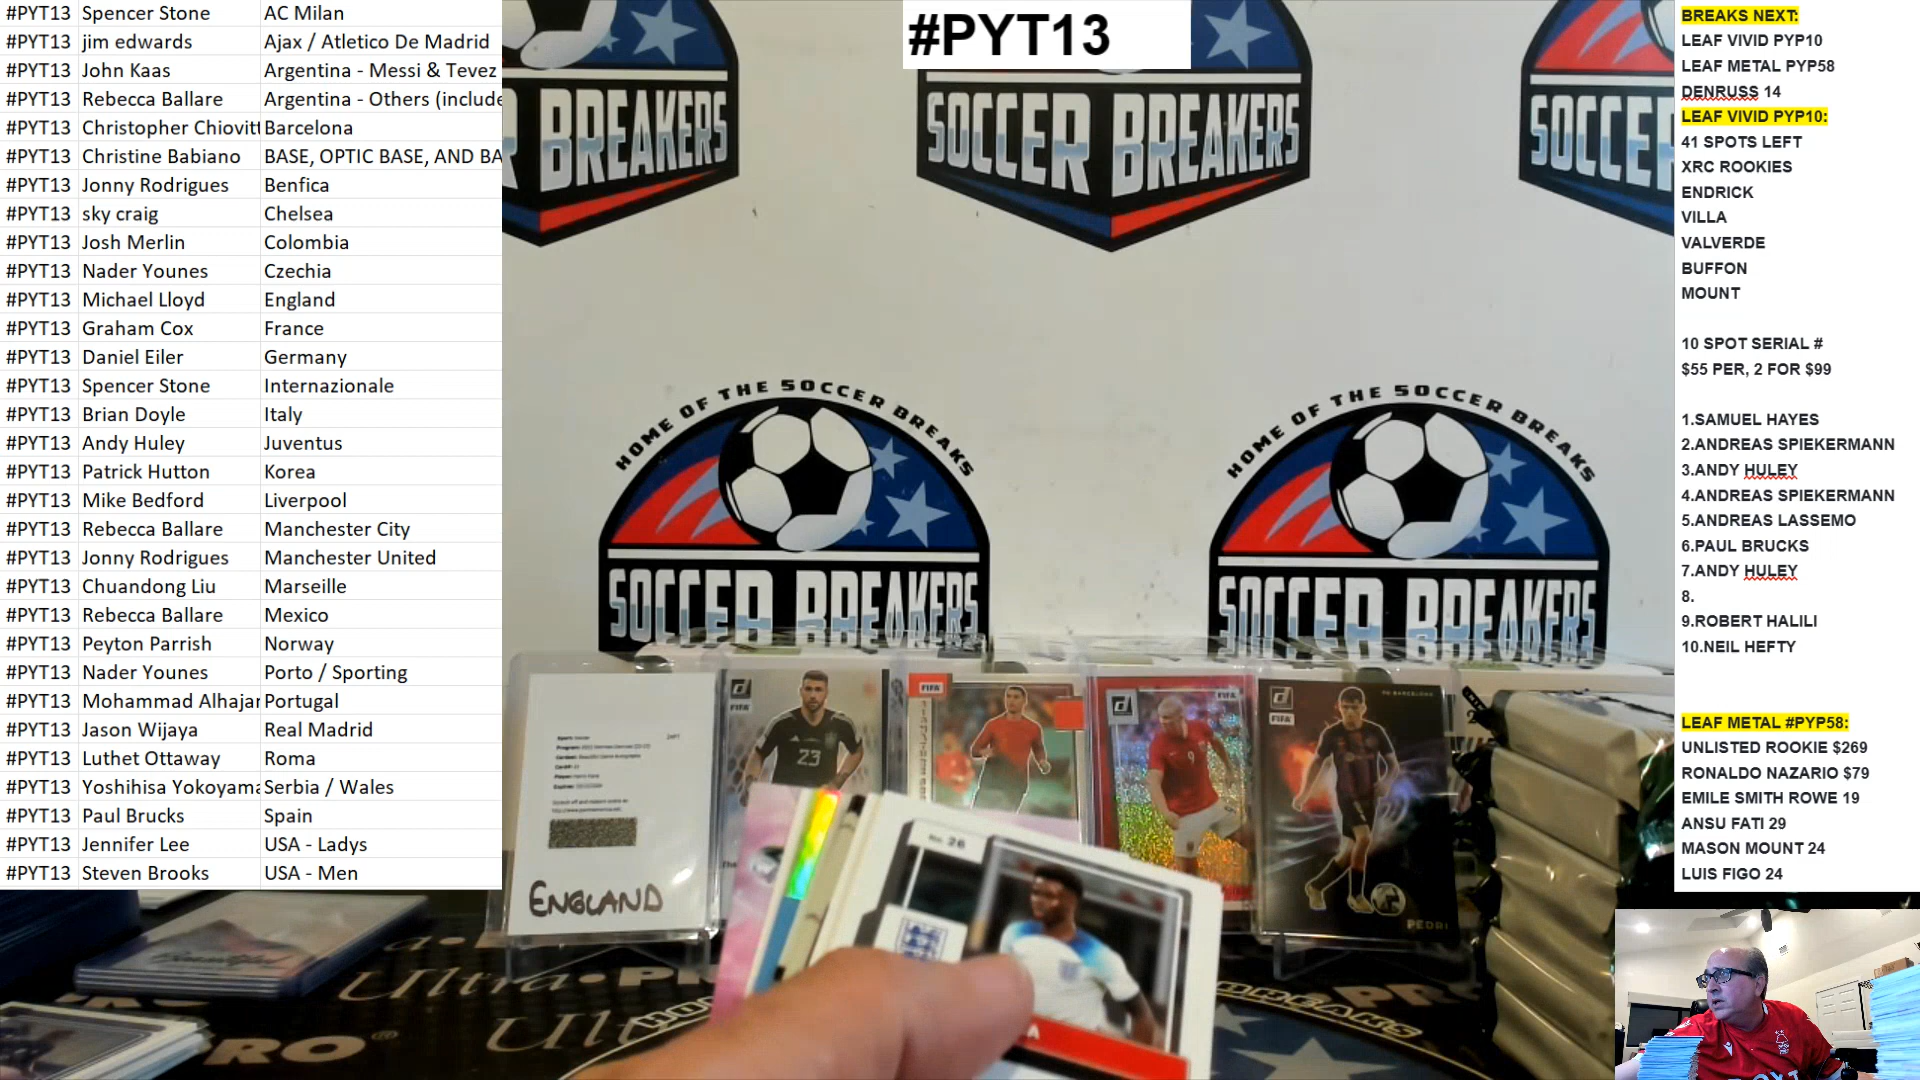 #PYT13 Spencer Stone AC Milan
#PYT13 jim edwards Ajax / Atletico De Madrid
#PYT13 John Kaas Argentina - Messi & Tevez
#PYT13 Rebecca Ballare Argentina - Others (include
#PYT13 Christopher Chiovitt Barcelona
#PYT13 Christine Babiano BASE, OPTIC BASE, AND BA
#PYT13 Jonny Rodrigues Benfica
#PYT13 sky craig Chelsea
#PYT13 Josh Merlin Colombia
#PYT13 Nader Younes Czechia
#PYT13 Michael Lloyd England
#PYT13 Graham Cox France
#PYT13 Daniel Eiler Germany
#PYT13 Spencer Stone Internazionale
#PYT13 Brian Doyle Italy
#PYT13 Andy Huley Juventus
#PYT13 Patrick Hutton Korea
#PYT13 Mike Bedford Liverpool
#PYT13 Rebecca Ballare Manchester City
#PYT13 Jonny Rodrigues Manchester United
#PYT13 Chuandong Liu Marseille
#PYT13 Rebecca Ballare Mexico
#PYT13 Peyton Parrish Norway
#PYT13 Nader Younes Porto / Sporting
#PYT13 Mohammad Alhajar Portugal
#PYT13 Jason Wijaya Real Madrid
#PYT13 Luthet Ottaway Roma
#PYT13 Yoshihisa Yokoyama Serbia / Wales
#PYT13 Paul Brucks Spain
#PYT13 Jennifer Lee USA - Ladys
#PYT13 Steven Brooks USA - Men
#PYT13
R BREAKERS
SOCCER BREAKERS
SOCCER
HOME OF THE SOCCER BREAKS
SOCCER BREAKERS
HOME OF THE SOCCER BREAKS
SOCCER BREAKERS
ENGLAND
FIFA
23
FIFA
FIFA
9
FIFA
PEDRI
No. 26
Ultra PRO
BREAKS NEXT:
LEAF VIVID PYP10
LEAF METAL PYP58
DENRUSS 14
LEAF VIVID PYP10:
41 SPOTS LEFT
XRC ROOKIES
ENDRICK
VILLA
VALVERDE
BUFFON
MOUNT
10 SPOT SERIAL #
$55 PER, 2 FOR $99
1.SAMUEL HAYES
2.ANDREAS SPIEKERMANN
3.ANDY HULEY
4.ANDREAS SPIEKERMANN
5.ANDREAS LASSEMO
6.PAUL BRUCKS
7.ANDY HULEY
8.
9.ROBERT HALILI
10.NEIL HEFTY
LEAF METAL #PYP58:
UNLISTED ROOKIE $269
RONALDO NAZARIO $79
EMILE SMITH ROWE 19
ANSU FATI 29
MASON MOUNT 24
LUIS FIGO 24